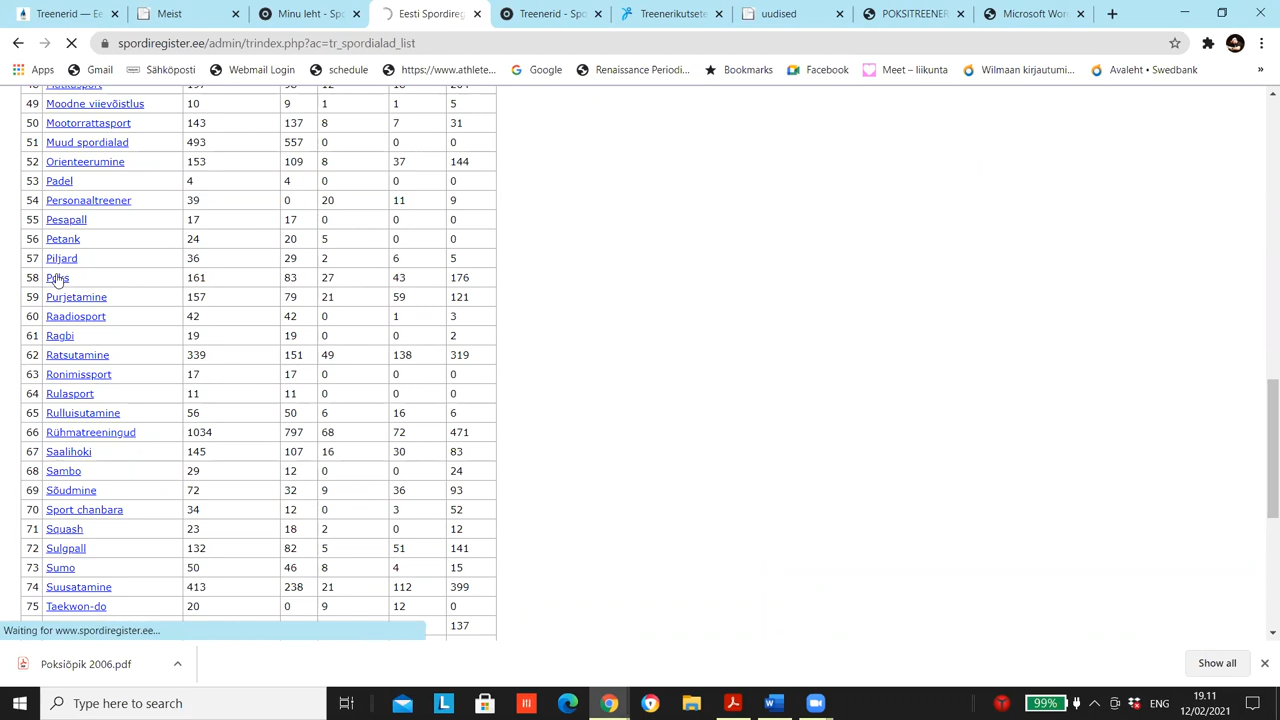 Treenerid — Eest
Meist
Minu leht - Spo
Eesti Spordireg
Teenerid - Spo
Treenerikutsete
uudised
POKSITREENER
Microsoft Word
spordiregister.ee/admin/trindex.php?ac=tr_spordialad_list
Apps
Gmail
Sähköposti
Webmail Login
schedule
https://www.athlete...
Google
Renaissance Periodi...
Bookmarks
Facebook
Meet – liikunta
Wilmaan kirjautumi...
Avaleht • Swedbank
»
49 Moodne viievõistlus 10 9 1 1 5
50 Mootorrattasport 143 137 8 7 31
51 Muud spordialad 493 557 0 0 0
52 Orienteerumine 153 109 8 37 144
53 Padel 4 4 0 0 0
54 Personaaltreener 39 0 20 11 9
55 Pesapall 17 17 0 0 0
56 Petank 24 20 5 0 0
57 Piljard 36 29 2 6 5
58 Poks 161 83 27 43 176
59 Purjetamine 157 79 21 59 121
60 Raadiosport 42 42 0 1 3
61 Ragbi 19 19 0 0 2
62 Ratsutamine 339 151 49 138 319
63 Ronimissport 17 17 0 0 0
64 Rulasport 11 11 0 0 0
65 Rulluisutamine 56 50 6 16 6
66 Rühmatreeningud 1034 797 68 72 471
67 Saalihoki 145 107 16 30 83
68 Sambo 29 12 0 0 24
69 Sõudmine 72 32 9 36 93
70 Sport chanbara 34 12 0 3 52
71 Squash 23 18 2 0 12
72 Sulgpall 132 82 5 51 141
73 Sumo 50 46 8 4 15
74 Suusatamine 413 238 21 112 399
75 Taekwon-do 20 0 9 12 0
137
Waiting for www.spordiregister.ee...
Poksiõpik 2006.pdf
Show all
Type here to search
99%
ENG
19.11
12/02/2021